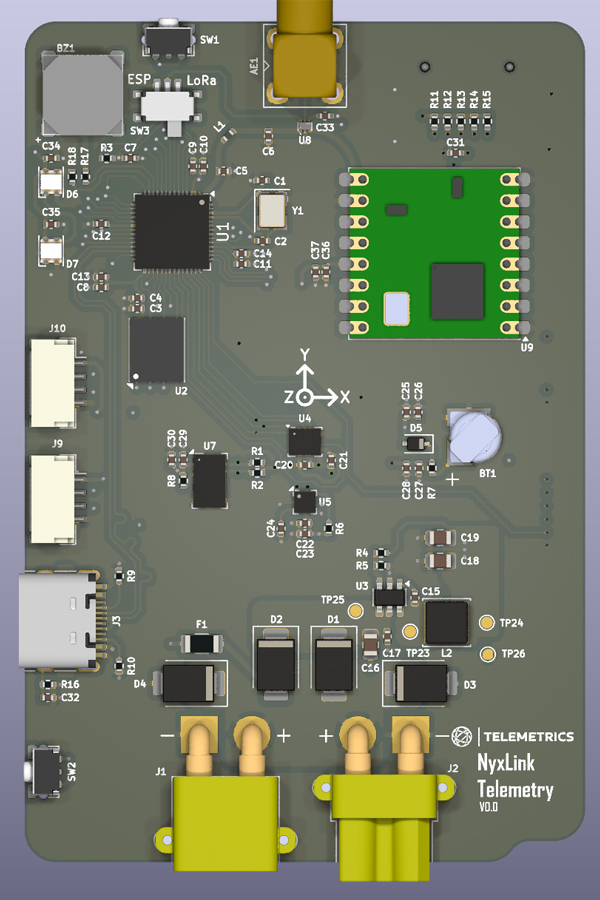 SW1
BZ1
AE1
ESP LoRa
SW3
R11 R12 R13 R14 R15
L1
C33
U8
C6
C34
R18 R17
R3
C7
C9 C10
C31
C5
D6
C1
Y1
C35
C12
U1
C2
D7
C14
C11
C37 C36
C13
C8
C4
C3
J10
U9
Y
U2
Z X
C25 C26
U4
D5
J9
C30 C29
U7
R1
C20
C21
BT1
R8
R2
C28 C27 R7
+
U5
C24
R6
C22
C23
C19
R4
R5
C18
R9
U3
C15
TP25
J3
F1
D2
D1
TP24
TP23
L2
C17
C16
TP26
R10
D4
D3
R16
C32
− + + −
TELEMETRICS
SW2
J1
J2
NyxLink
Telemetry
V0.0